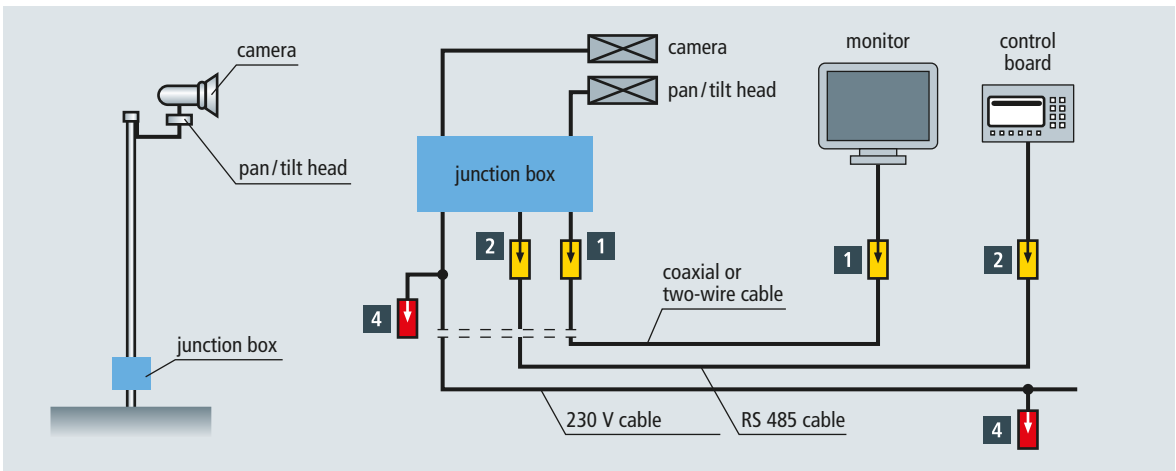 camera
pan/tilt head
junction box
camera
pan/tilt head
monitor
control
board
junction box
2
1
1
2
coaxial or
two-wire cable
4
230 V cable
RS 485 cable
4